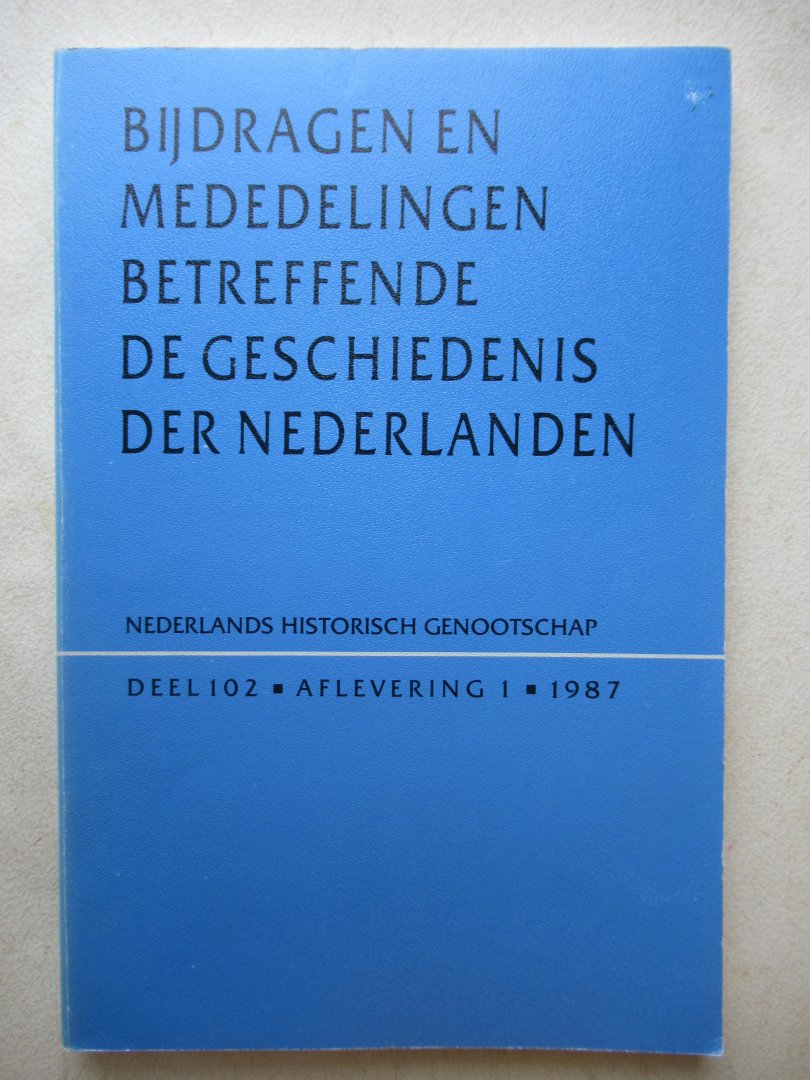 BIJDRAGEN EN
MEDEDELINGEN
BETREFFENDE
DE GESCHIEDENIS
DER NEDERLANDEN
NEDERLANDS HISTORISCH GENOOTSCHAP
DEEL 102 ▪ AFLEVERING 1 ▪ 1987